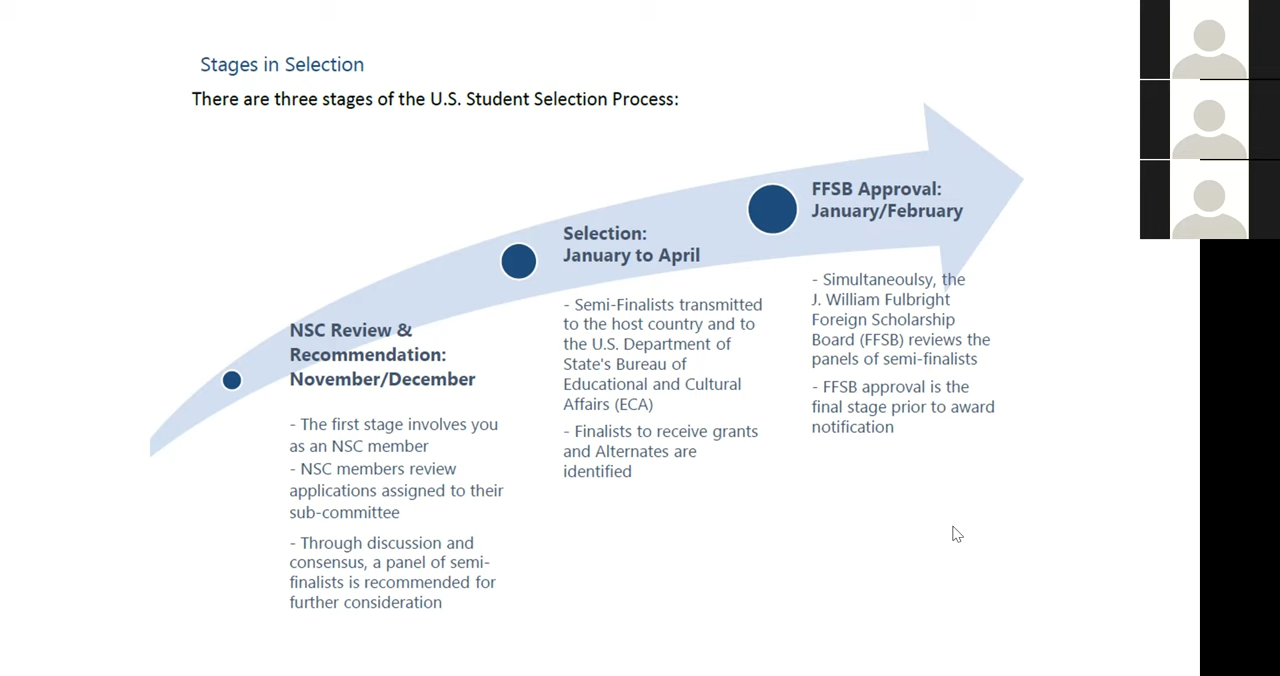 Stages in Selection
There are three stages of the U.S. Student Selection Process:
NSC Review &
Recommendation:
November/December
- The first stage involves you
as an NSC member
- NSC members review
applications assigned to their
sub-committee
- Through discussion and
consensus, a panel of semi-
finalists is recommended for
further consideration
Selection:
January to April
- Semi-Finalists transmitted
to the host country and to
the U.S. Department of
State's Bureau of
Educational and Cultural
Affairs (ECA)
- Finalists to receive grants
and Alternates are
identified
FFSB Approval:
January/February
- Simultaneoulsy, the
J. William Fulbright
Foreign Scholarship
Board (FFSB) reviews the
panels of semi-finalists
- FFSB approval is the
final stage prior to award
notification